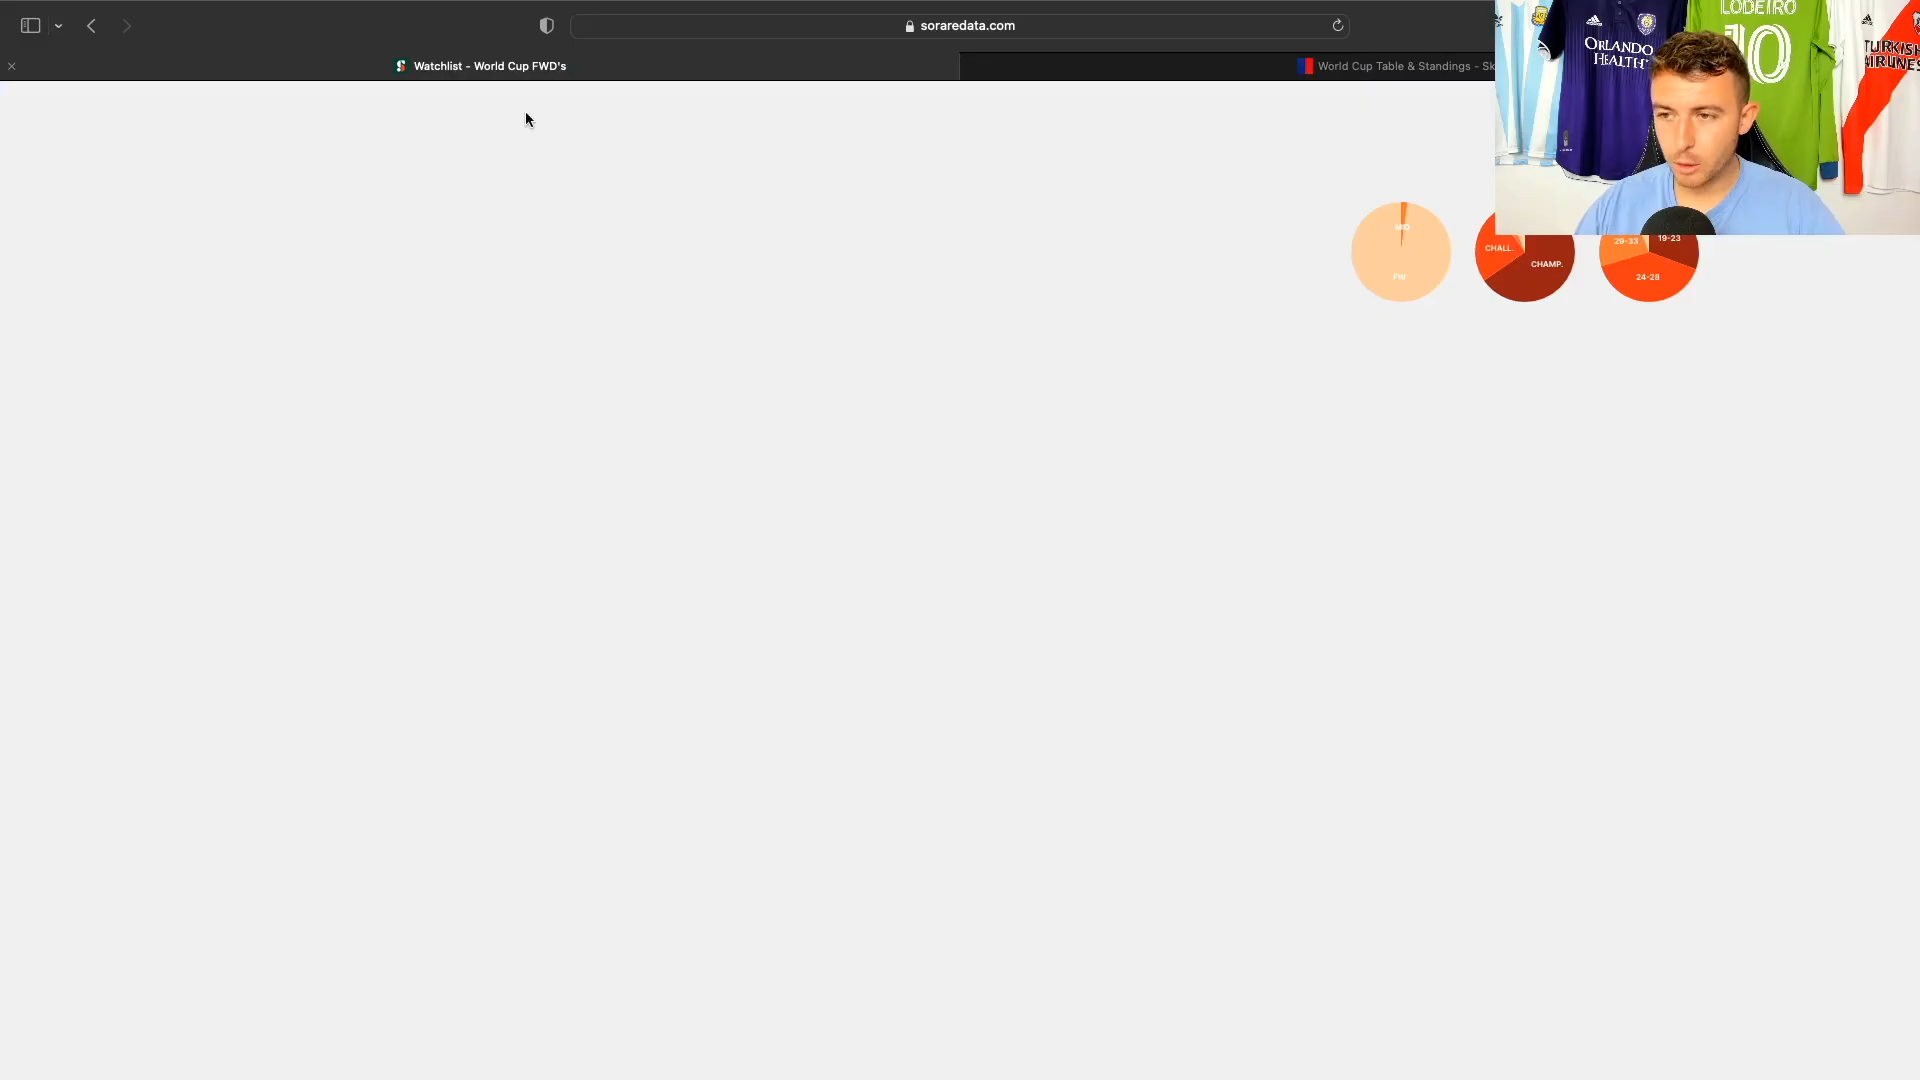 soraredata.com
Watchlist - World Cup FWD's
World Cup Table & Standings - Sk
LODEIRO
10
ORLANDO
HEALTH
TURKISH
AIRLINES
MID
FW
CHALL.
CHAMP.
29-33
19-23
24-28